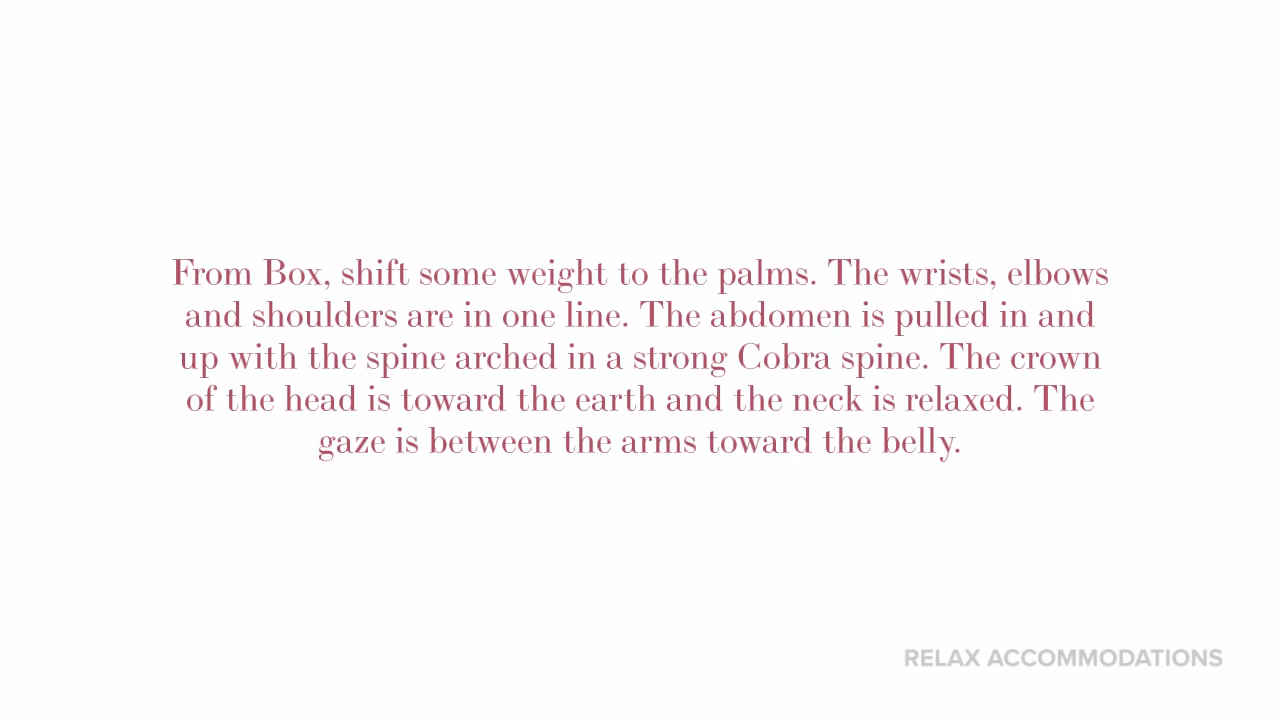 From Box, shift some weight to the palms. The wrists, elbows
and shoulders are in one line. The abdomen is pulled in and
up with the spine arched in a strong Cobra spine. The crown
of the head is toward the earth and the neck is relaxed. The
gaze is between the arms toward the belly.
RELAX ACCOMMODATIONS